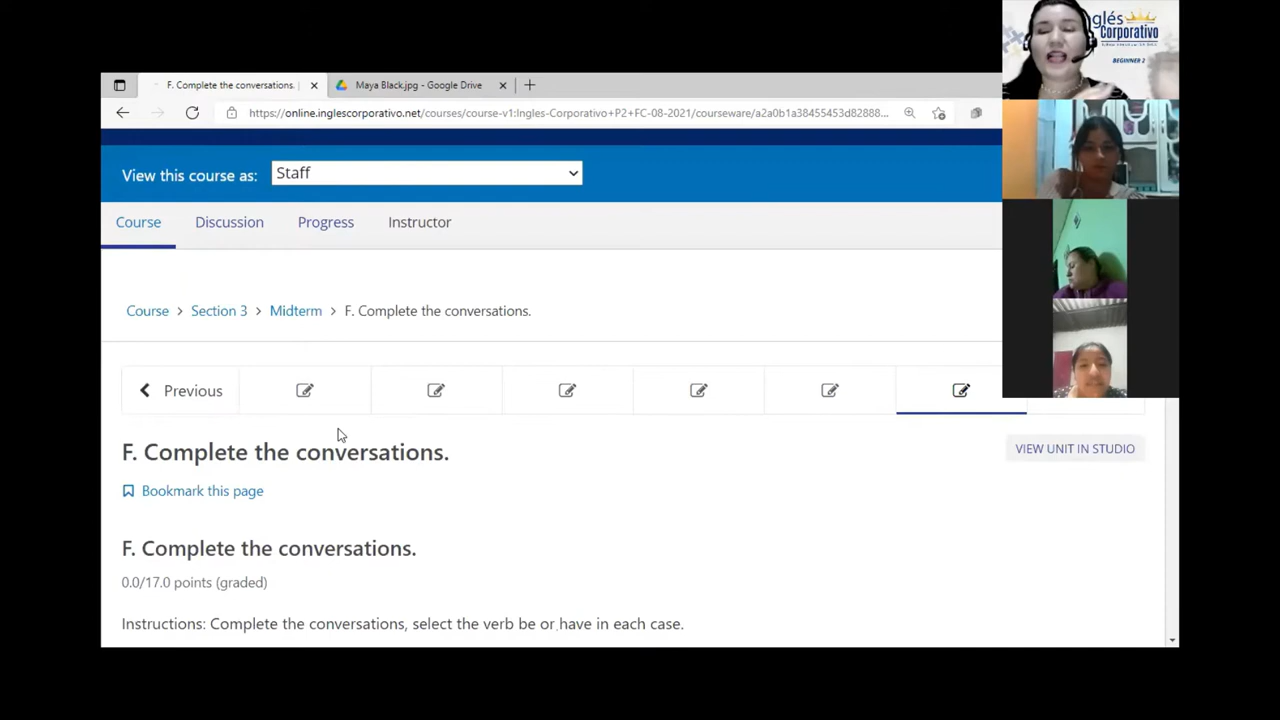 glés
Corporativo
BEGINNER 2
F. Complete the conversations. |
Maya Black.jpg - Google Drive
https://online.inglescorporativo.net/courses/course-v1:Ingles-Corporativo+P2+FC-08-2021/courseware/a2a0b1a38455453d82888...
View this course as:
Staff
Course
Discussion
Progress
Instructor
Course > Section 3 > Midterm > F. Complete the conversations.
Previous
F. Complete the conversations.
VIEW UNIT IN STUDIO
Bookmark this page
F. Complete the conversations.
0.0/17.0 points (graded)
Instructions: Complete the conversations, select the verb be or have in each case.